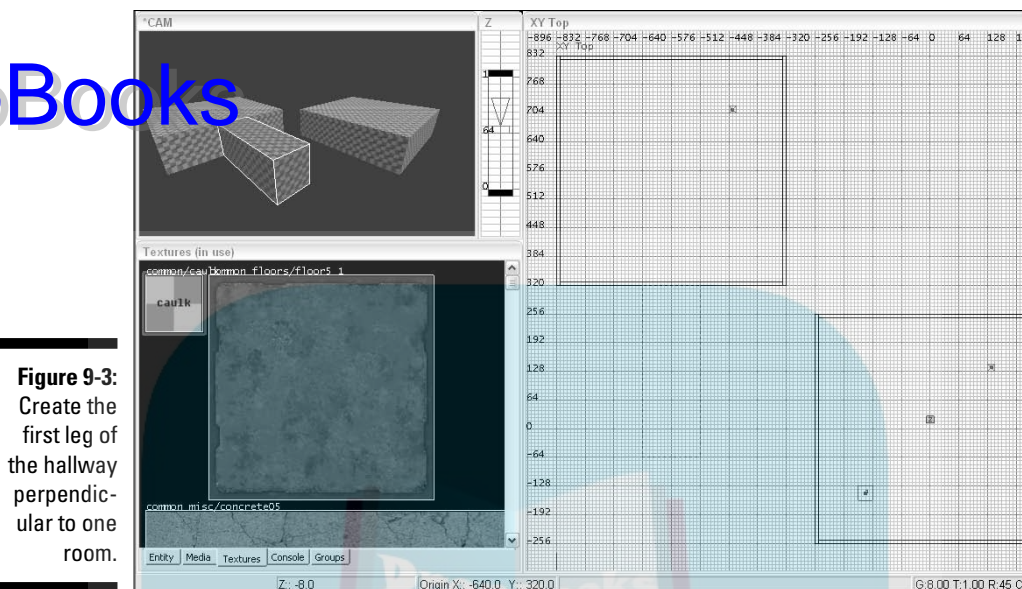 *CAM
Z
XY Top
-896 -832 -768 -704 -640 -576 -512 -448 -384 -320 -256 -192 -128 -64 0 64 128
XY Top
832
768
704
640
576
512
448
384
320
256
192
128
64
0
-64
-128
-192
-256
64
0
Books
Textures (in use)
common floors/floor5_1
caulk
common misc/concrete05
Entity Media Textures Console Groups
Z:: -8.0
Origin X:: -640.0 Y:: 320.0
G:8.00 T:1.00 R:45
Figure 9-3:
Create the
first leg of
the hallway
perpendic-
ular to one
room.